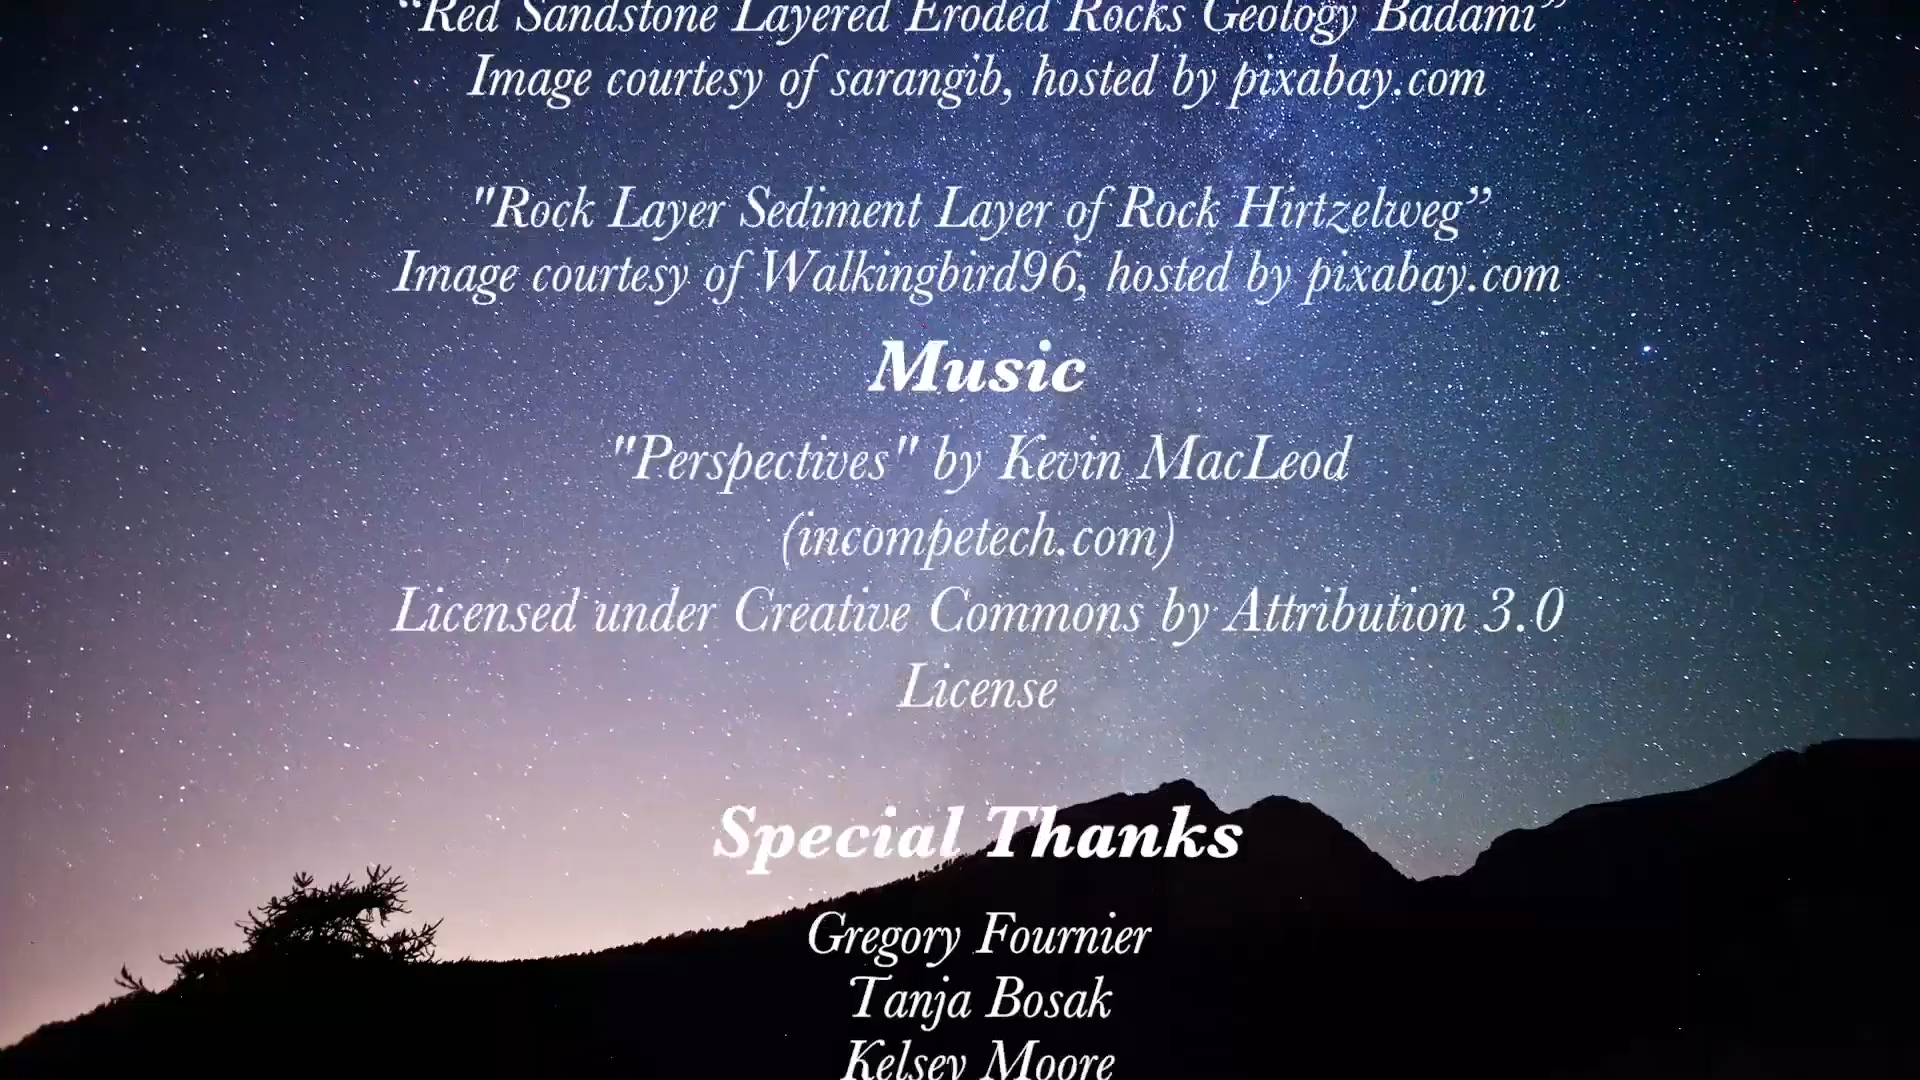 “Red Sandstone Layered Eroded Rocks Geology Badami”
Image courtesy of sarangib, hosted by pixabay.com
"Rock Layer Sediment Layer of Rock Hirtzelweg”
Image courtesy of Walkingbird96, hosted by pixabay.com
Music
"Perspectives" by Kevin MacLeod
(incompetech.com)
Licensed under Creative Commons by Attribution 3.0
License
Special Thanks
Gregory Fournier
Tanja Bosak
Kelsey Moore